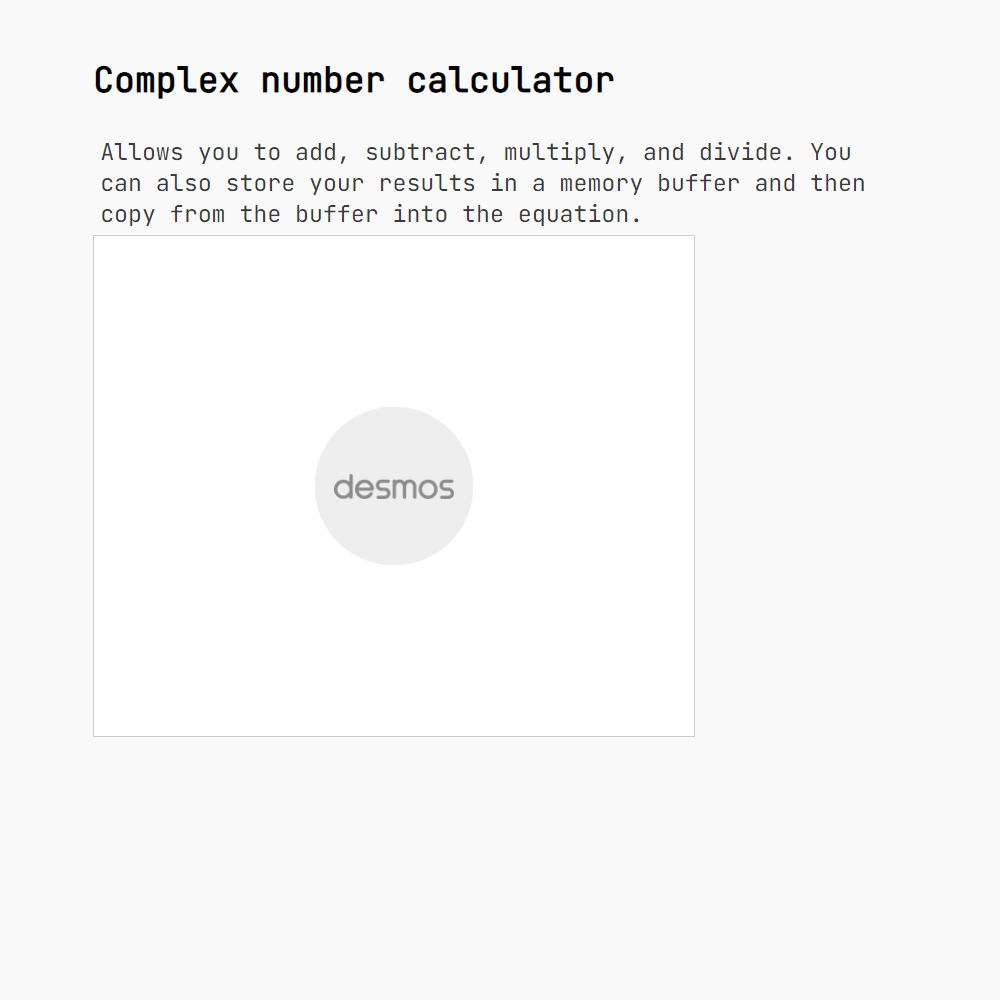 Complex number calculator
Allows you to add, subtract, multiply, and divide. You
can also store your results in a memory buffer and then
copy from the buffer into the equation.
desmos